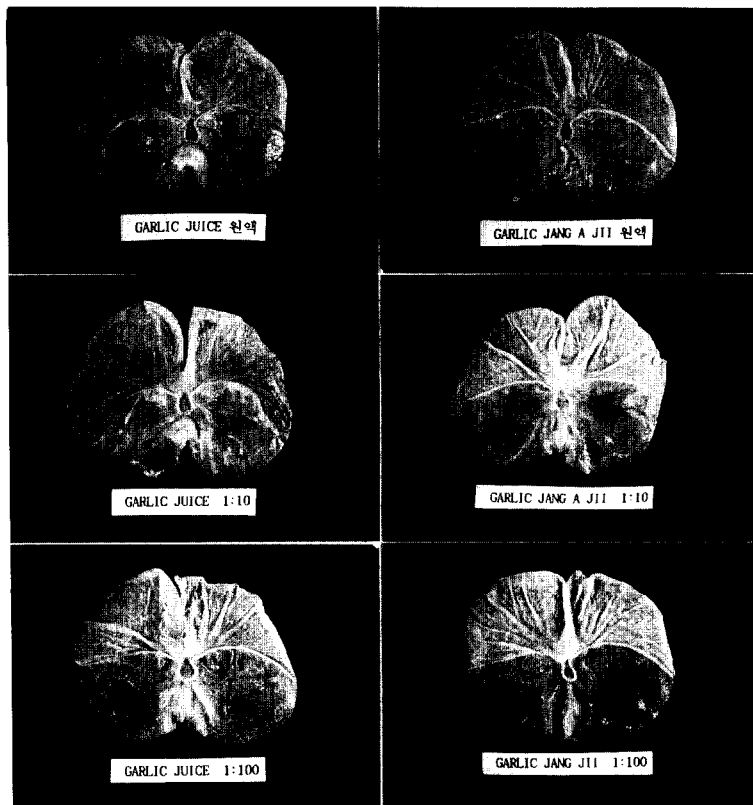 GARLIC JUICE 원액
GARLIC JANG A JII 원액
GARLIC JUICE 1:10
GARLIC JANG A JII 1:10
GARLIC JUICE 1:100
GARLIC JANG JII 1:100